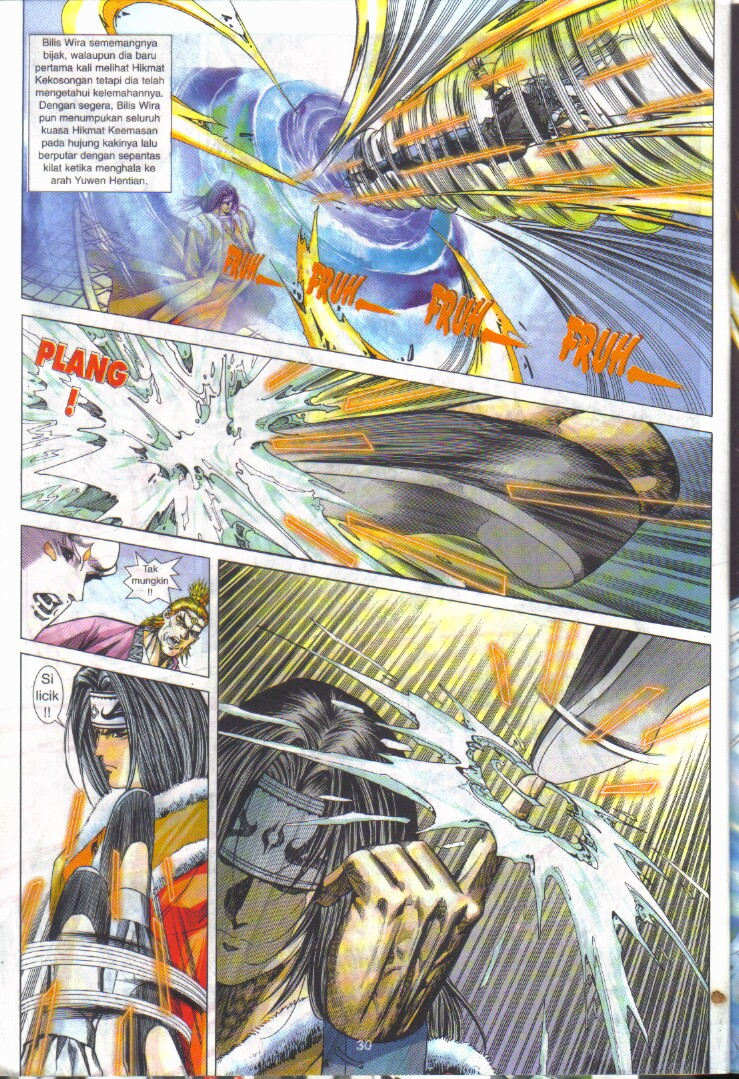 Bilis Wira sememangnya
bijak, walaupun dia baru
pertama kali melihat Hikmat
Kekosongan tetapi dia telah
mengetahui kelemahannya.
Dengan segera, Bilis Wira
pun menumpukan seluruh
kuasa Hikmat Keemasan
pada hujung kakinya lalu
berputar dengan sepantas
kilat ketika menghala ke
arah Yuwen Hentian.
FRUH...
FRUH...
FRUH...
FRUH...
PLANG
!
Tak
mungkin
!!
Si
licik
!!
30